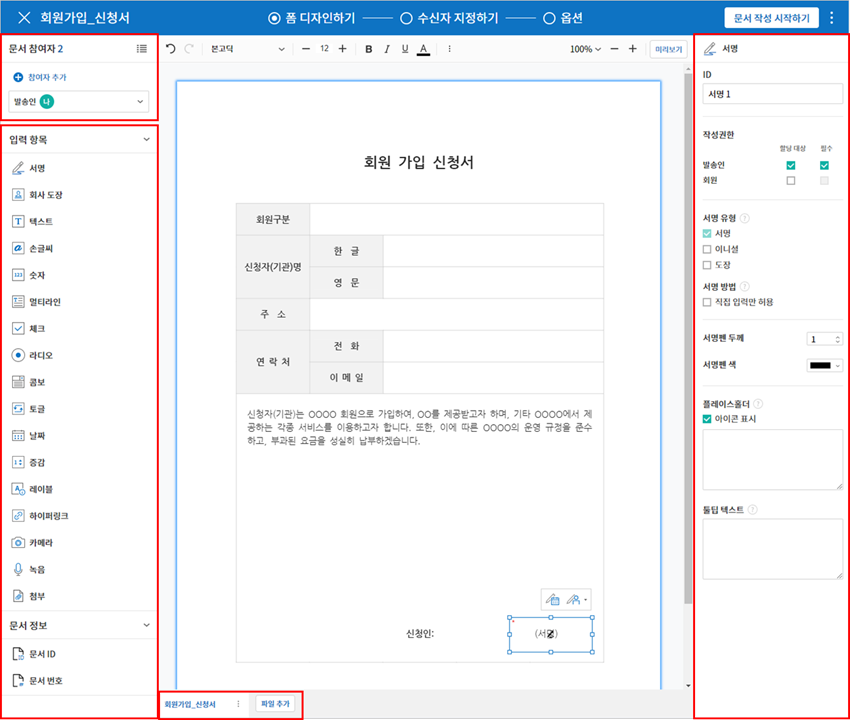 회원가입_신청서
폼 디자인하기
수신자 지정하기
옵션
문서 작성 시작하기
문서 참여자 2
참여자 추가
발송인 나
입력 항목
서명
회사 도장
텍스트
손글씨
숫자
멀티라인
체크
라디오
콤보
토글
날짜
증감
레이블
하이퍼링크
카메라
녹음
첨부
문서 정보
문서 ID
문서 번호
본고딕
12
B I U A
100%
미리보기
회원 가입 신청서
회원구분
신청자(기관)명
한 글
영 문
주 소
연 락 처
전 화
이 메 일
신청자(기관)는 OOOO 회원으로 가입하여, OO를 제공받고자 하며, 기타 OOOO에서 제
공하는 각종 서비스를 이용하고자 합니다. 또한, 이에 따른 OOOO의 운영 규정을 준수
하고, 부과된 요금을 성실히 납부하겠습니다.
신청인:
회원가입_신청서
파일 추가
서명
ID
서명 1
작성권한
할당 대상 필수
발송인
회원
서명 유형
서명
이니셜
도장
서명 방법
직접 입력만 허용
서명펜 두께
1
서명펜 색
플레이스홀더
아이콘 표시
툴팁 텍스트